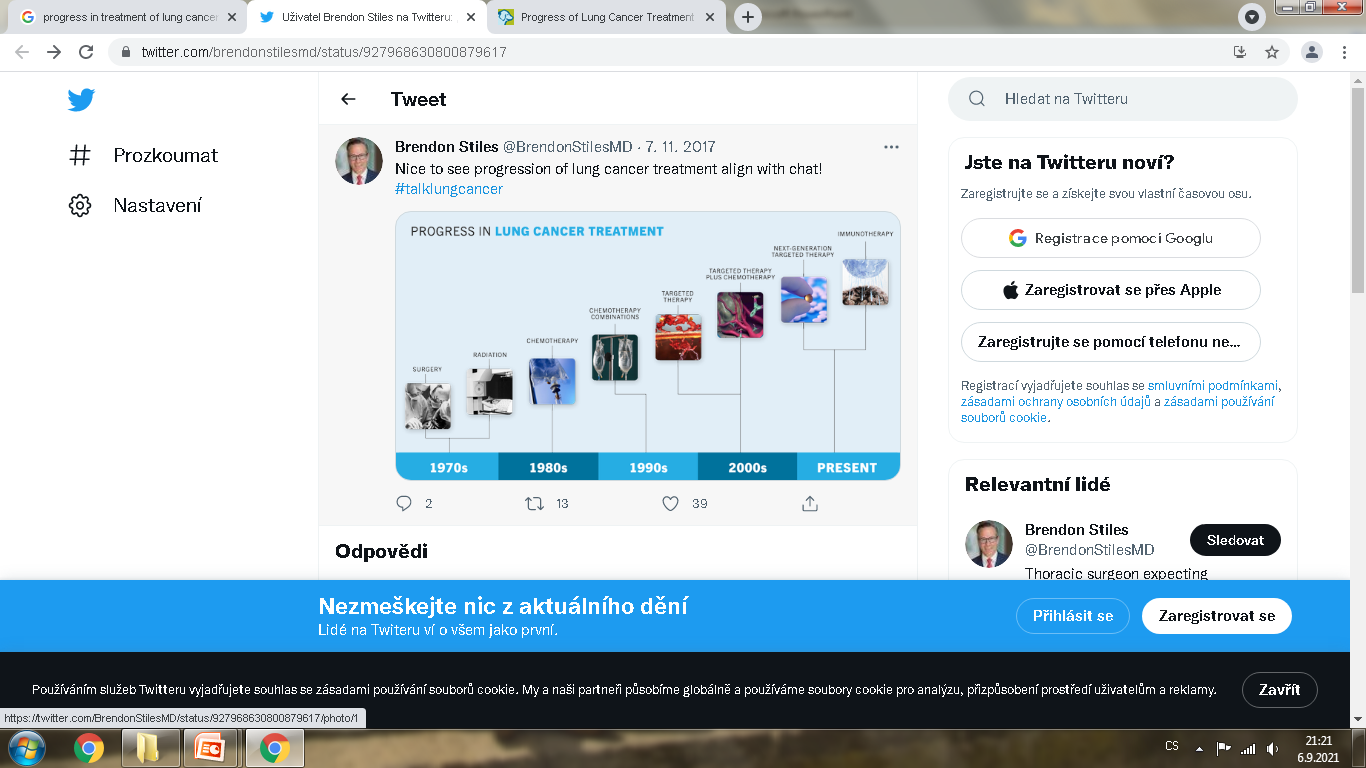 progress in treatment of lung cancer
Uživatel Brendon Stiles na Twitteru:
Progress of Lung Cancer Treatment
twitter.com/brendonstilesmd/status/927968630800879617
Prozkoumat
Nastavení
Tweet
Brendon Stiles @BrendonStilesMD · 7. 11. 2017
Nice to see progression of lung cancer treatment align with chat!
#talklungcancer
PROGRESS IN LUNG CANCER TREATMENT
SURGERY
RADIATION
CHEMOTHERAPY
CHEMOTHERAPY
COMBINATIONS
TARGETED
THERAPY
TARGETED THERAPY
PLUS CHEMOTHERAPY
NEXT-GENERATION
TARGETED THERAPY
IMMUNOTHERAPY
1970s
1980s
1990s
2000s
PRESENT
2
13
39
Odpovědi
Hledat na Twitteru
Jste na Twitteru noví?
Zaregistrujte se a získejte svou vlastní časovou osu.
Registrace pomocí Googlu
Zaregistrovat se přes Apple
Zaregistrujte se pomocí telefonu ne...
Registrací vyjadřujete souhlas se smluvními podmínkami,
zásadami ochrany osobních údajů a zásadami používání
souborů cookie.
Relevantní lidé
Brendon Stiles
@BrendonStilesMD
Sledovat
Thoracic surgeon expecting
Nezmeškejte nic z aktuálního dění
Lidé na Twiteru ví o všem jako první.
Přihlásit se
Zaregistrovat se
Používáním služeb Twitteru vyjadřujete souhlas se zásadami používání souborů cookie. My a naši partneři působíme globálně a používáme soubory cookie pro analýzu, přizpůsobení prostředí uživatelům a reklamy.
Zavřít
https://twitter.com/BrendonStilesMD/status/927968630800879617/photo/1
CS
21:21
6.9.2021